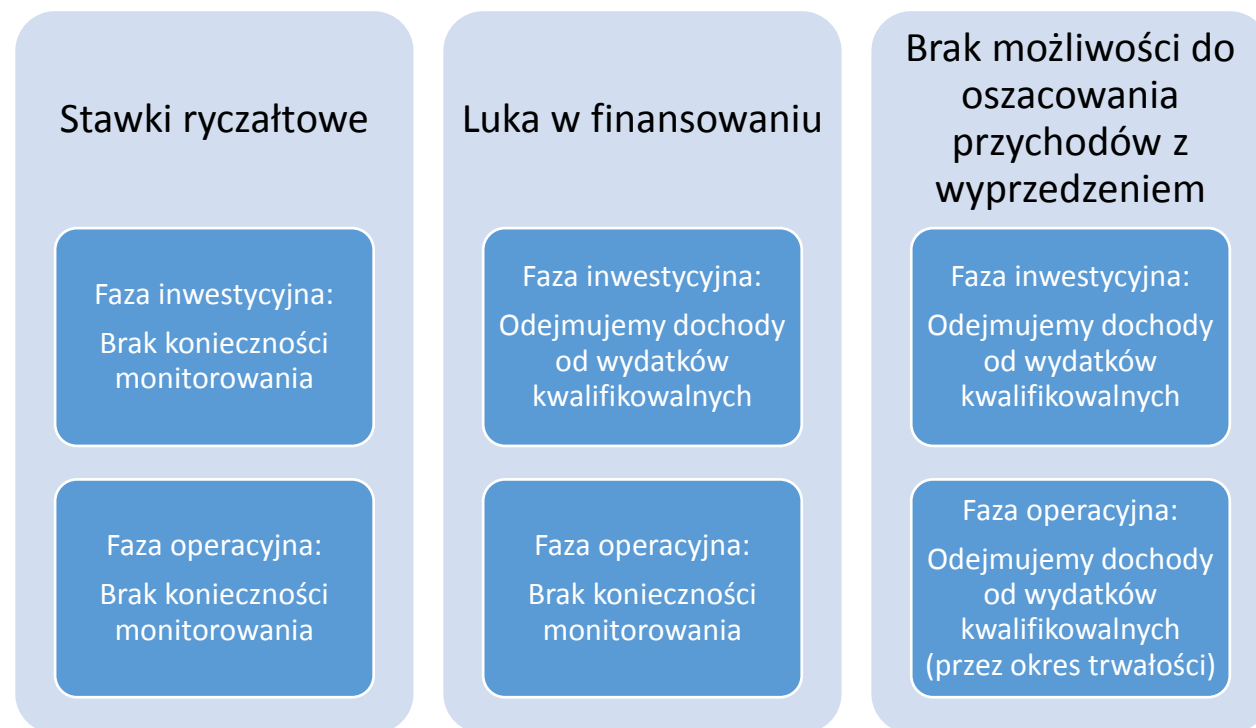 Stawki ryczałtowe
Faza inwestycyjna:
Brak konieczności
monitorowania
Faza operacyjna:
Brak konieczności
monitorowania
Luka w finansowaniu
Faza inwestycyjna:
Odejmujemy dochody
od wydatków
kwalifikowalnych
Faza operacyjna:
Brak konieczności
monitorowania
Brak możliwości do
oszacowania
przychodów z
wyprzedzeniem
Faza inwestycyjna:
Odejmujemy dochody
od wydatków
kwalifikowalnych
Faza operacyjna:
Odejmujemy dochody
od wydatków
kwalifikowalnych
(przez okres trwałości)